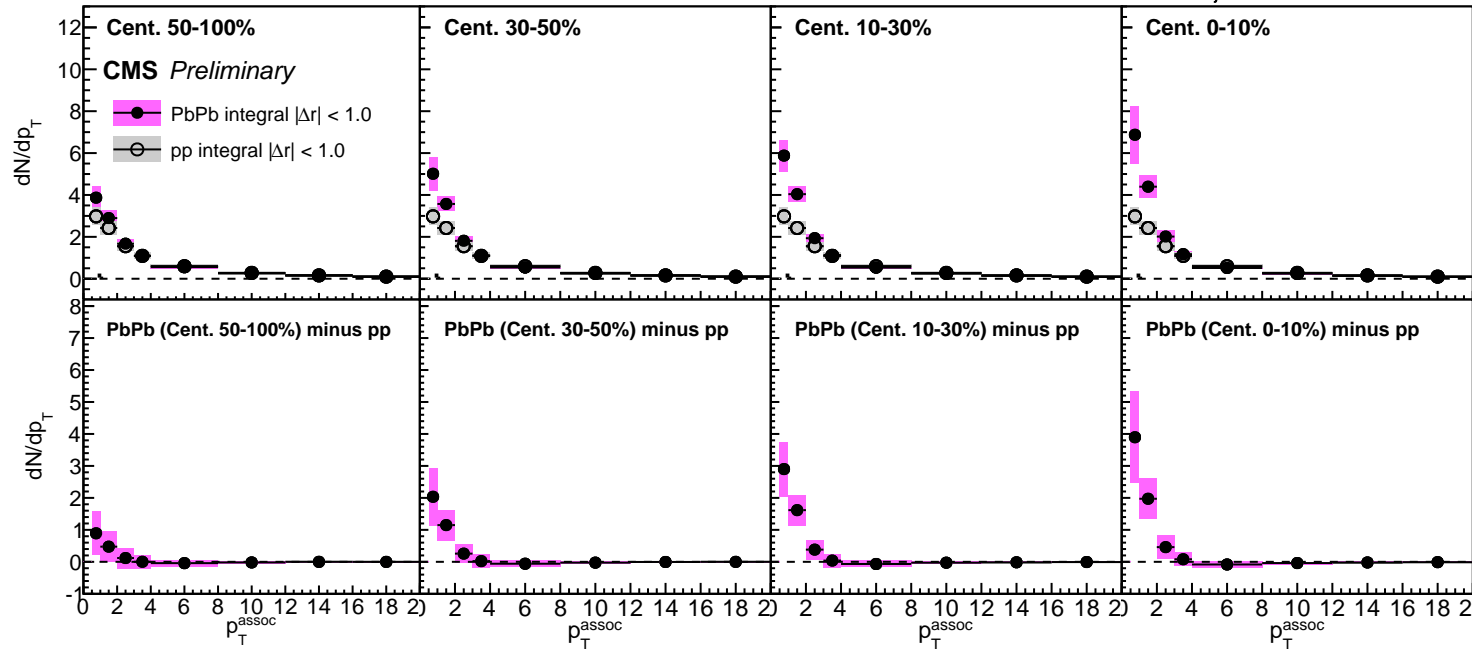 Cent. 50-100%
Cent. 30-50%
Cent. 10-30%
Cent. 0-10%
CMS Preliminary
PbPb integral |Δr| < 1.0
pp integral |Δr| < 1.0
dN/dp_T
12
10
8
6
4
2
0
PbPb (Cent. 50-100%) minus pp
PbPb (Cent. 30-50%) minus pp
PbPb (Cent. 10-30%) minus pp
PbPb (Cent. 0-10%) minus pp
dN/dp_T
8
7
6
5
4
3
2
1
0
-1
0 2 4 6 8 10 12 14 16 18 2
2 4 6 8 10 12 14 16 18 2
2 4 6 8 10 12 14 16 18 2
2 4 6 8 10 12 14 16 18 2
p_T^assoc
p_T^assoc
p_T^assoc
p_T^assoc